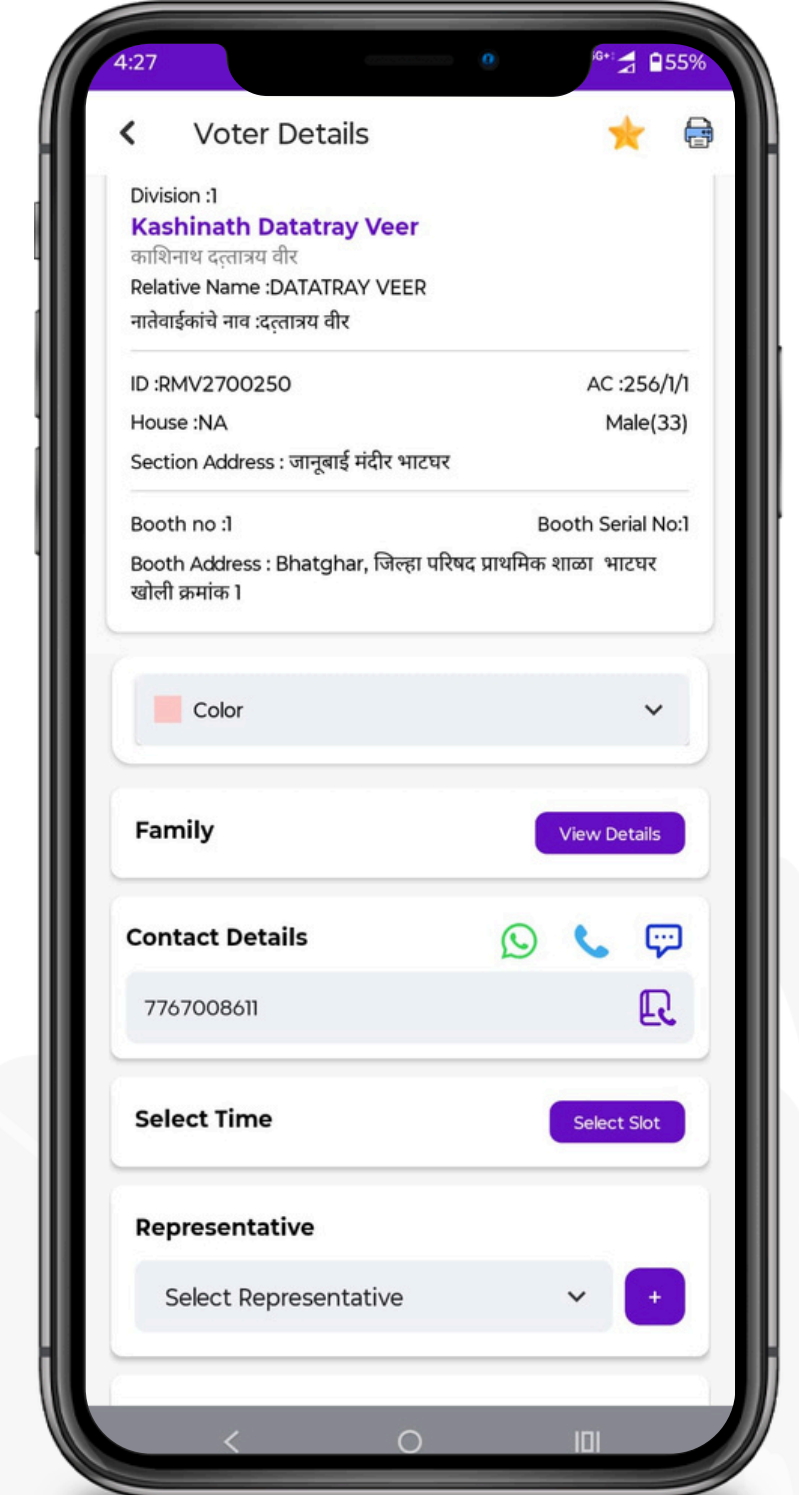 4:27
5G+ 55%
Voter Details
Division :1
Kashinath Datatray Veer
काशिनाथ दत्तात्रय वीर
Relative Name :DATATRAY VEER
नातेवाईकांचे नाव :दत्तात्रय वीर
ID :RMV2700250 AC :256/1/1
House :NA Male(33)
Section Address : जानूबाई मंदीर भाटघर
Booth no :1 Booth Serial No:1
Booth Address : Bhatghar, जिल्हा परिषद प्राथमिक शाळा भाटघर
खोली क्रमांक 1
Color
Family View Details
Contact Details
7767008611
Select Time Select Slot
Representative
Select Representative +